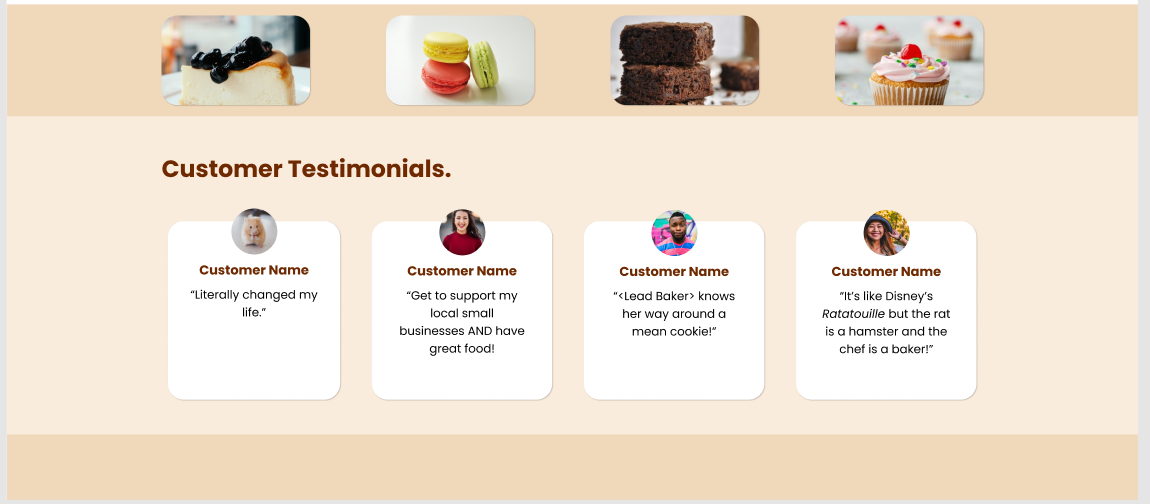 Customer Testimonials.
Customer Name
“Literally changed my
life.”
Customer Name
“Get to support my
local small
businesses AND have
great food!
Customer Name
“<Lead Baker> knows
her way around a
mean cookie!”
Customer Name
“It’s like Disney’s
Ratatouille but the rat
is a hamster and the
chef is a baker!”